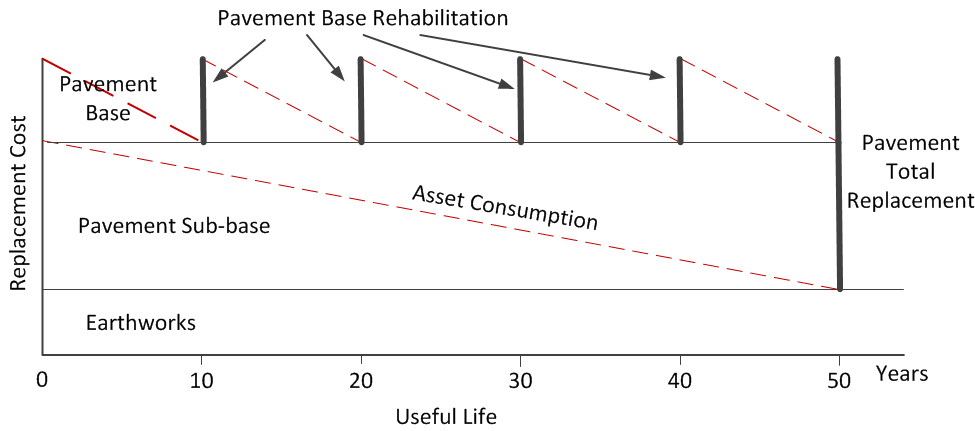 Pavement Base Rehabilitation
Pavement
Base
Replacement Cost
Asset Consumption
Pavement
Total
Replacement
Pavement Sub-base
Earthworks
0 10 20 30 40 50 Years
Useful Life